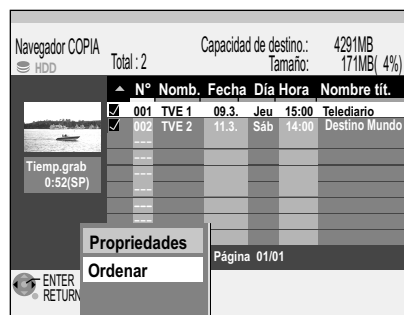 Navegador COPIA
HDD
Total : 2
Capacidad de destino.: 4291MB
Tamaño: 171MB( 4%)
N° Nomb. Fecha Día Hora Nombre tít.
001 TVE 1 09.3. Jeu 15:00 Telediario
002 TVE 2 11.3. Sáb 14:00 Destino Mundo
---
---
---
---
---
Tiemp.grab
0:52(SP)
Propriedades
Ordenar
Página 01/01
ENTER
RETURN